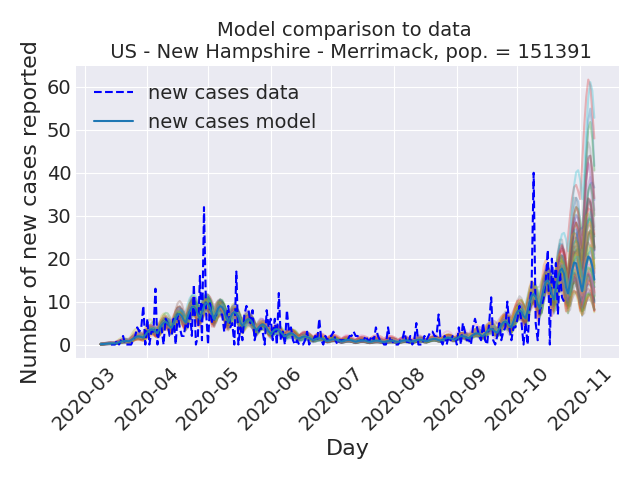 Model comparison to data
US - New Hampshire - Merrimack, pop. = 151391
Number of new cases reported
60
50
40
30
20
10
0
new cases data
new cases model
2020-03
2020-04
2020-05
2020-06
2020-07
2020-08
2020-09
2020-10
2020-11
Day